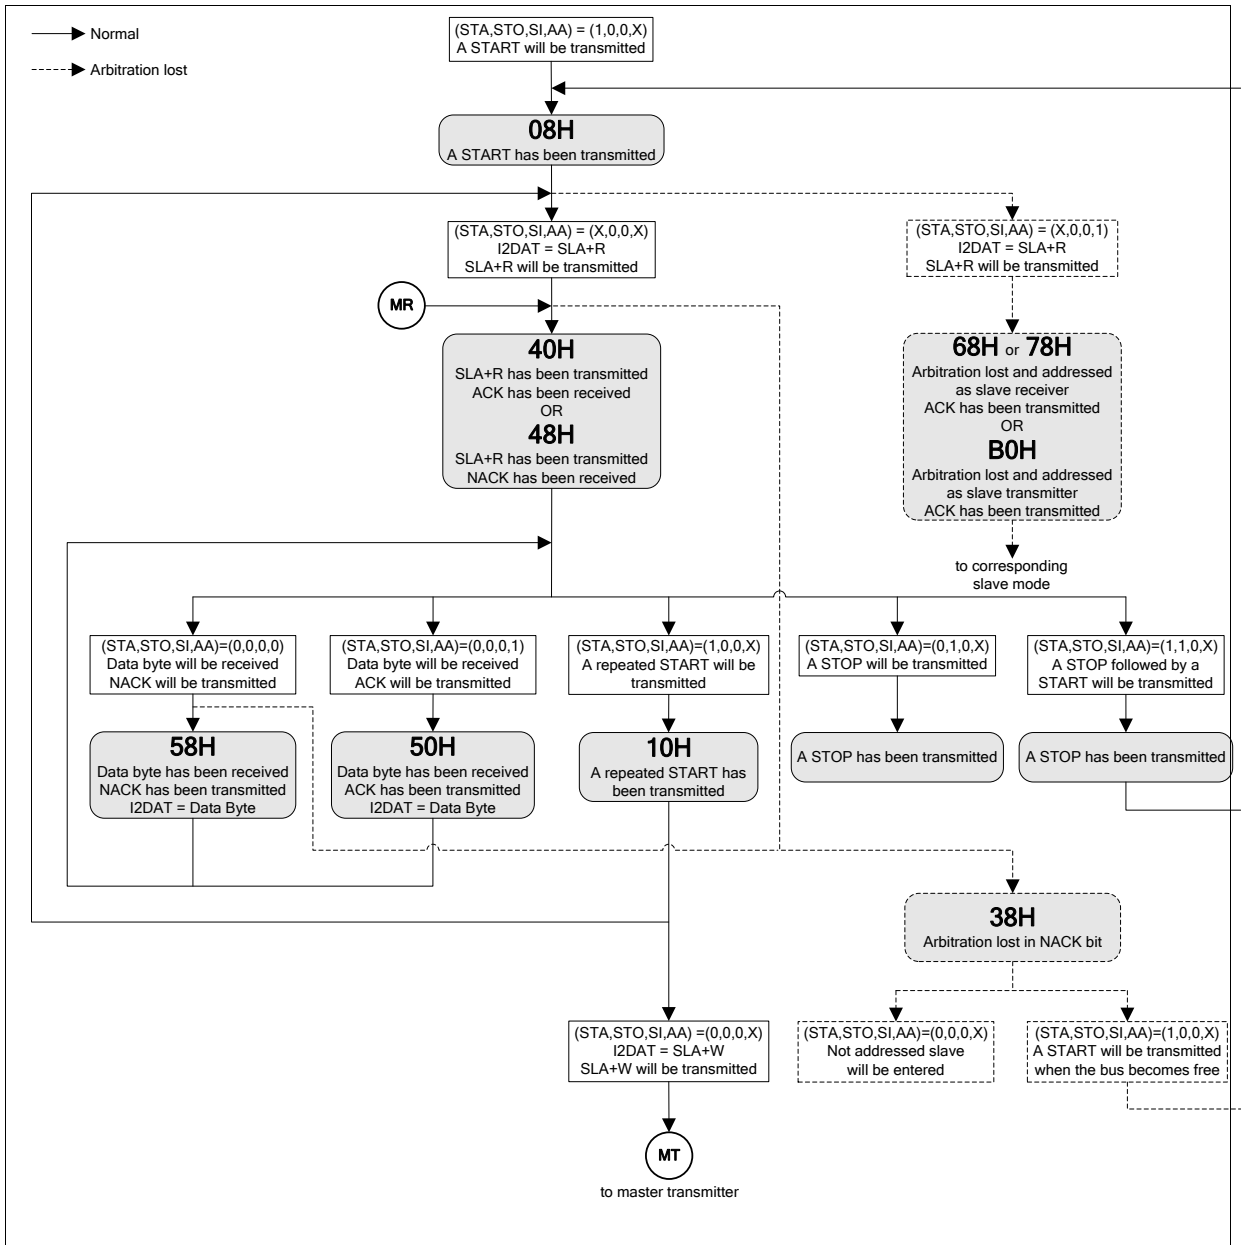 (STA,STO,SI,AA) = (1,0,0,X)
A START will be transmitted
Normal
Arbitration lost
08H
A START has been transmitted
(STA,STO,SI,AA) = (X,0,0,X)
I2DAT = SLA+R
SLA+R will be transmitted
(STA,STO,SI,AA) = (X,0,0,1)
I2DAT = SLA+R
SLA+R will be transmitted
MR
40H
SLA+R has been transmitted
ACK has been received
OR
48H
SLA+R has been transmitted
NACK has been received
68H or 78H
Arbitration lost and addressed
as slave receiver
ACK has been transmitted
OR
B0H
Arbitration lost and addressed
as slave transmitter
ACK has been transmitted
to corresponding
slave mode
(STA,STO,SI,AA)=(0,0,0,0)
Data byte will be received
NACK will be transmitted
(STA,STO,SI,AA)=(0,0,0,1)
Data byte will be received
ACK will be transmitted
(STA,STO,SI,AA)=(1,0,0,X)
A repeated START will be
transmitted
(STA,STO,SI,AA)=(0,1,0,X)
A STOP will be transmitted
(STA,STO,SI,AA)=(1,1,0,X)
A STOP followed by a
START will be transmitted
58H
Data byte has been received
NACK has been transmitted
I2DAT = Data Byte
50H
Data byte has been received
ACK has been transmitted
I2DAT = Data Byte
10H
A repeated START has
been transmitted
A STOP has been transmitted
A STOP has been transmitted
38H
Arbitration lost in NACK bit
(STA,STO,SI,AA) =(0,0,0,X)
I2DAT = SLA+W
SLA+W will be transmitted
(STA,STO,SI,AA)=(0,0,0,X)
Not addressed slave
will be entered
(STA,STO,SI,AA)=(1,0,0,X)
A START will be transmitted
when the bus becomes free
MT
to master transmitter